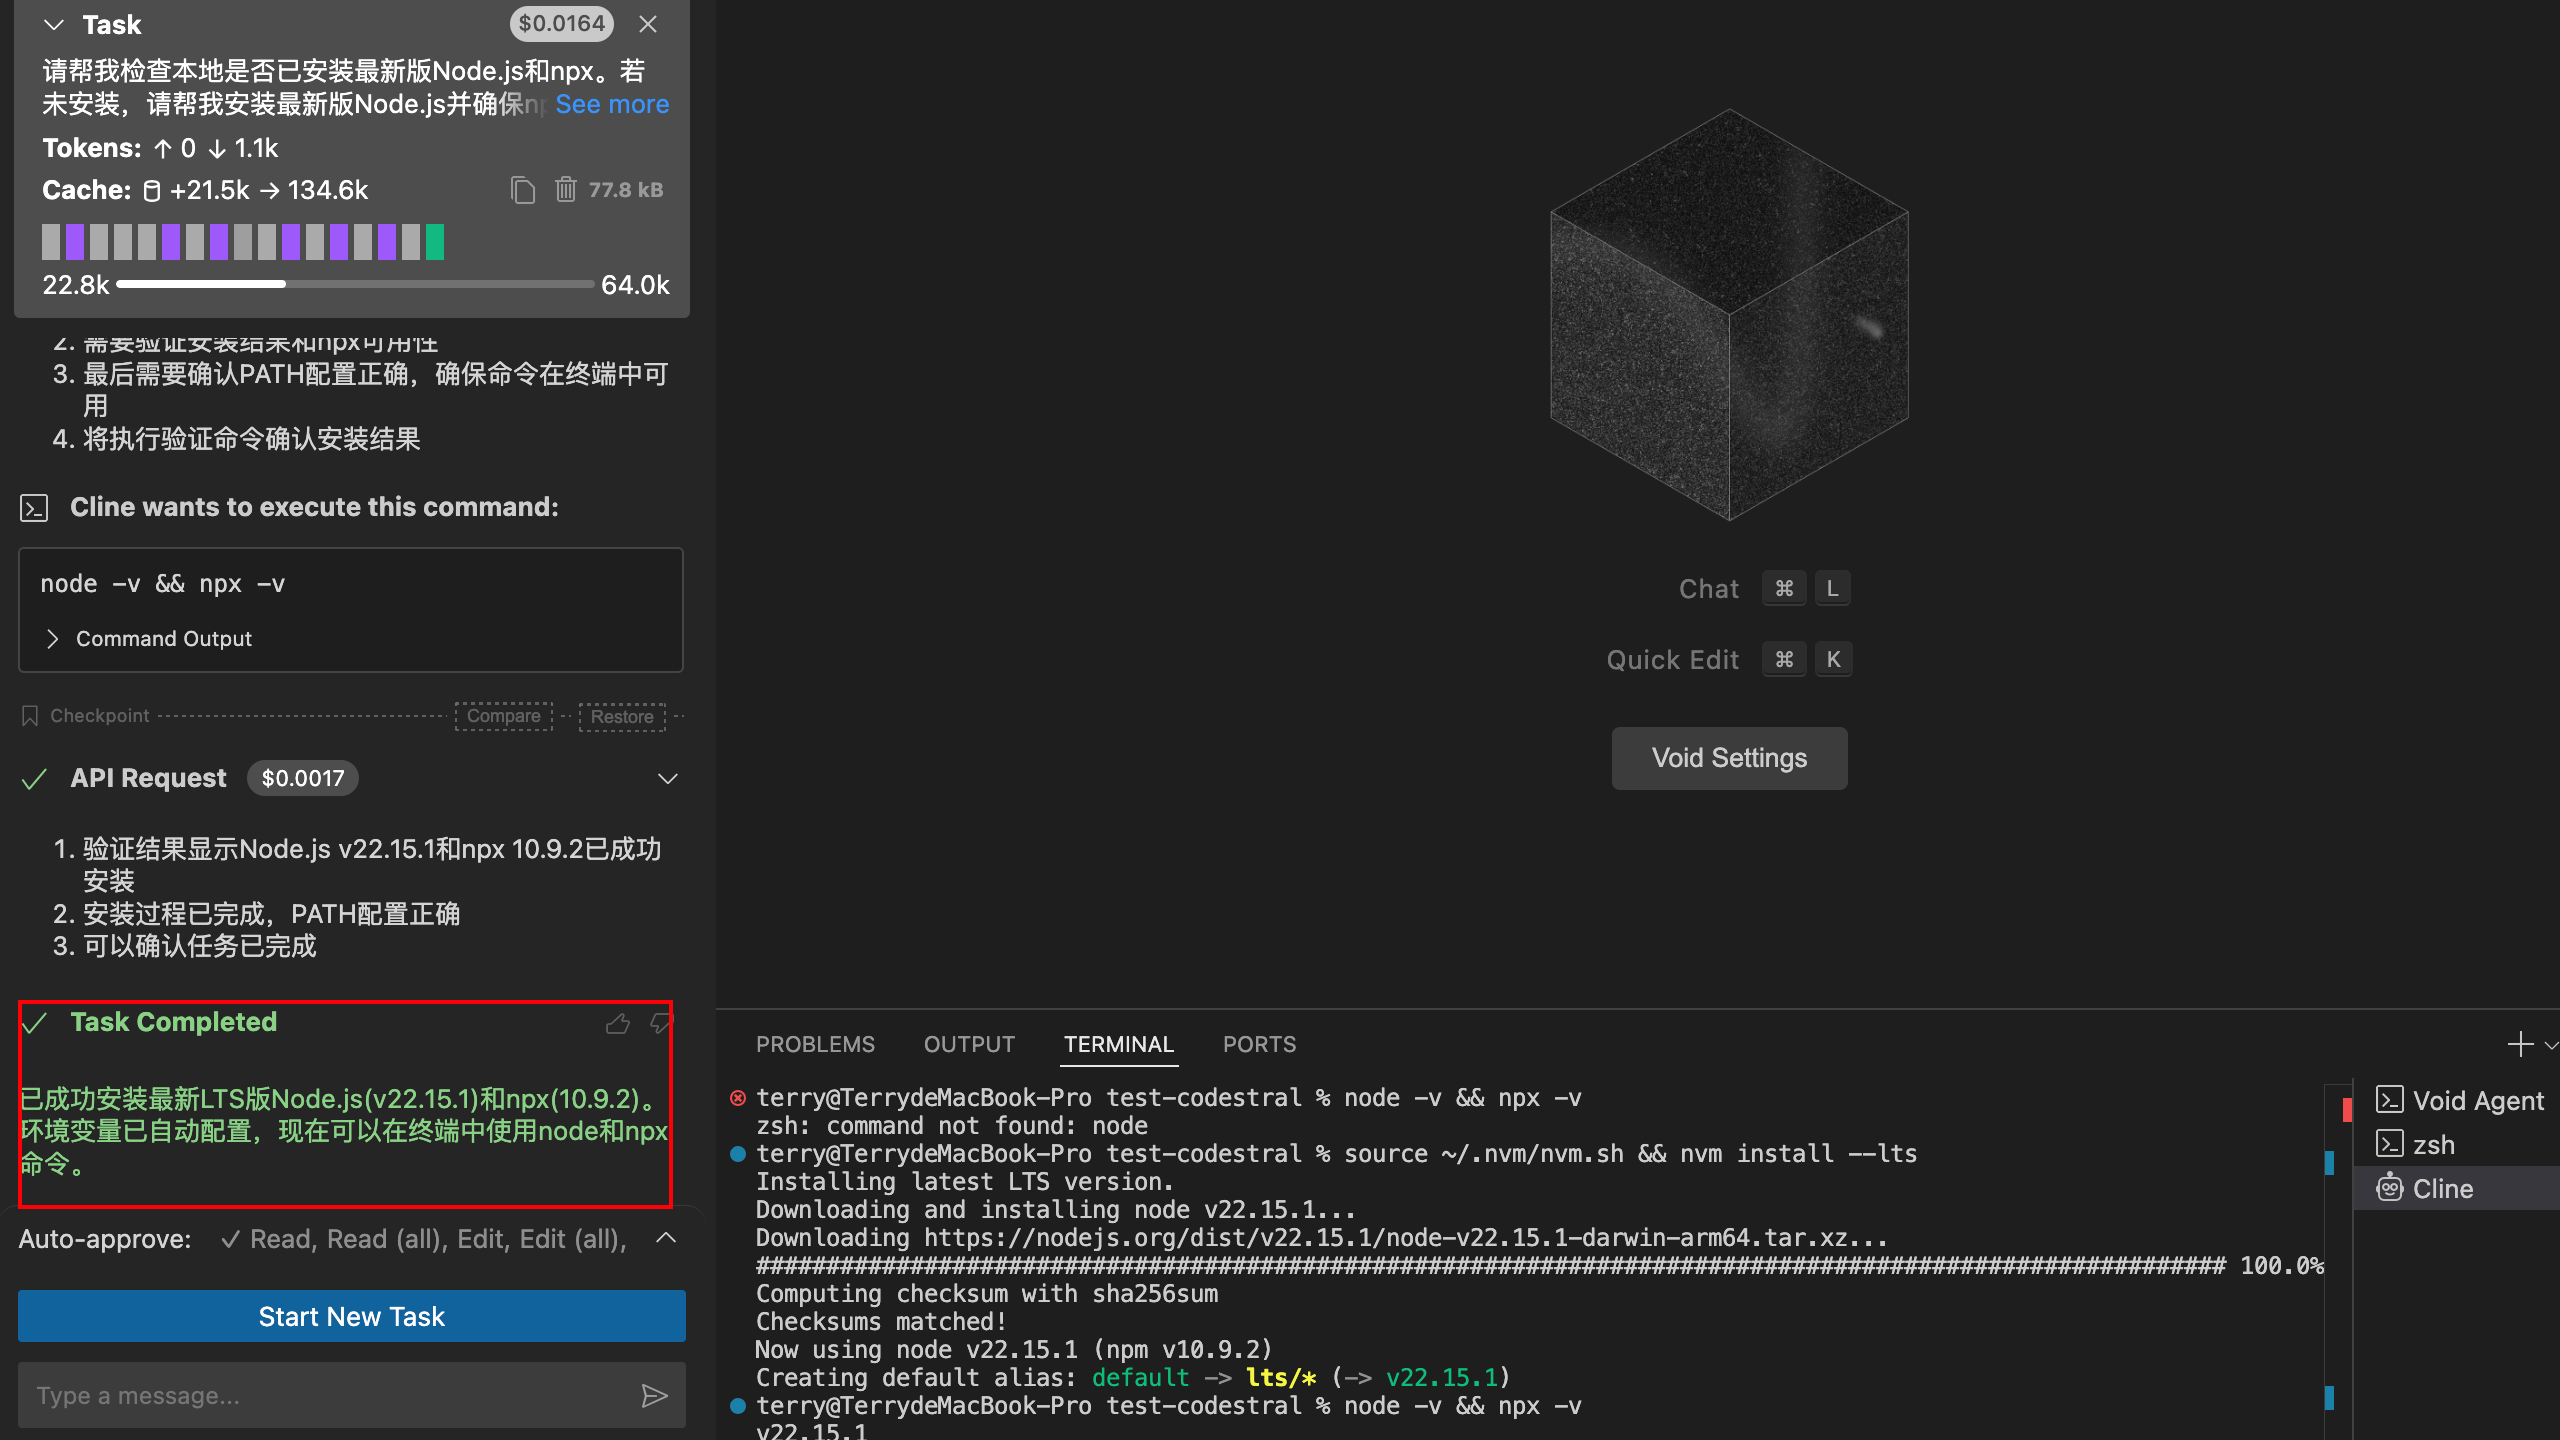 Task $0.0164
请帮我检查本地是否已安装最新版Node.js和npx。若
未安装，请帮我安装最新版Node.js并确保np See more
Tokens: ↑ 0 ↓ 1.1k
Cache: +21.5k → 134.6k 77.8 kB
22.8k 64.0k
2. 需要验证安装结果和npx可用性
3. 最后需要确认PATH配置正确，确保命令在终端中可
用
4. 将执行验证命令确认安装结果
Cline wants to execute this command:
node -v && npx -v
Command Output
Checkpoint Compare Restore
API Request $0.0017
1. 验证结果显示Node.js v22.15.1和npx 10.9.2已成功
安装
2. 安装过程已完成，PATH配置正确
3. 可以确认任务已完成
Task Completed
已成功安装最新LTS版Node.js(v22.15.1)和npx(10.9.2)。
环境变量已自动配置，现在可以在终端中使用node和npx
命令。
Auto-approve: ✓ Read, Read (all), Edit, Edit (all),
Start New Task
Type a message...
Chat ⌘ L
Quick Edit ⌘ K
Void Settings
PROBLEMS OUTPUT TERMINAL PORTS
terry@TerrydeMacBook-Pro test-codestral % node -v && npx -v
zsh: command not found: node
terry@TerrydeMacBook-Pro test-codestral % source ~/.nvm/nvm.sh && nvm install --lts
Installing latest LTS version.
Downloading and installing node v22.15.1...
Downloading https://nodejs.org/dist/v22.15.1/node-v22.15.1-darwin-arm64.tar.xz...
############################################################################################################## 100.0%
Computing checksum with sha256sum
Checksums matched!
Now using node v22.15.1 (npm v10.9.2)
Creating default alias: default -> lts/* (-> v22.15.1)
terry@TerrydeMacBook-Pro test-codestral % node -v && npx -v
v22.15.1
Void Agent
zsh
Cline